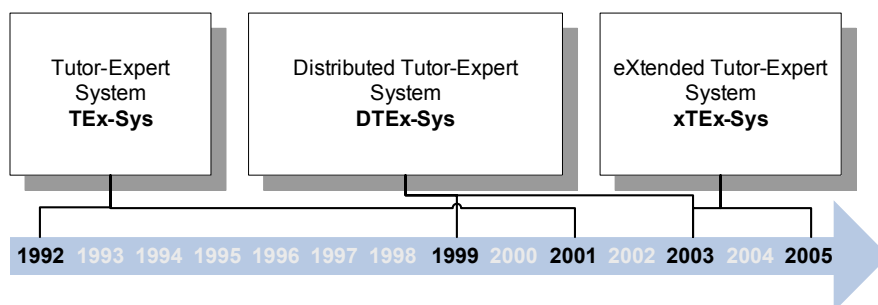 Tutor-Expert
System
TEx-Sys
Distributed Tutor-Expert
System
DTEx-Sys
eXtended Tutor-Expert
System
xTEx-Sys
1992 1993 1994 1995 1996 1997 1998 1999 2000 2001 2002 2003 2004 2005